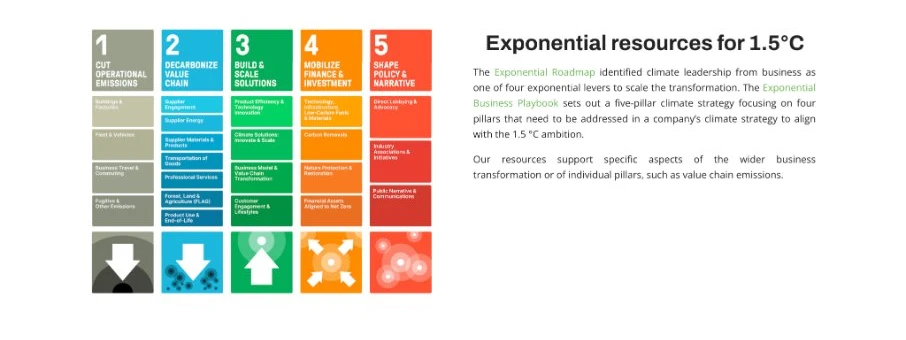 1
CUT
OPERATIONAL
EMISSIONS
Buildings &
Facilities
Fleet & Vehicles
Business Travel &
Commuting
Fugitive &
Other Emissions
2
DECARBONIZE
VALUE
CHAIN
Supplier
Engagement
Supplier Energy
Supplier Materials &
Products
Transportation of
Goods
Professional Services
Forest, Land &
Agriculture (FLAG)
Product Use &
End-of-Life
3
BUILD &
SCALE
SOLUTIONS
Product Efficiency &
Technology
Innovation
Climate Solutions:
Innovate & Scale
Business Model &
Value Chain
Transformation
Customer
Engagement &
Lifestyles
4
MOBILIZE
FINANCE &
INVESTMENT
Technology,
Infrastructure,
Low-Carbon Fuels
& Materials
Carbon Removals
Nature Protection &
Restoration
Financial Assets
Aligned to Net Zero
5
SHAPE
POLICY &
NARRATIVE
Direct Lobbying &
Advocacy
Industry
Associations &
Initiatives
Public Narrative &
Communications
Exponential resources for 1.5°C
The Exponential Roadmap identified climate leadership from business as
one of four exponential levers to scale the transformation. The Exponential
Business Playbook sets out a five-pillar climate strategy focusing on four
pillars that need to be addressed in a company's climate strategy to align
with the 1.5 °C ambition.
Our resources support specific aspects of the wider business
transformation or of individual pillars, such as value chain emissions.